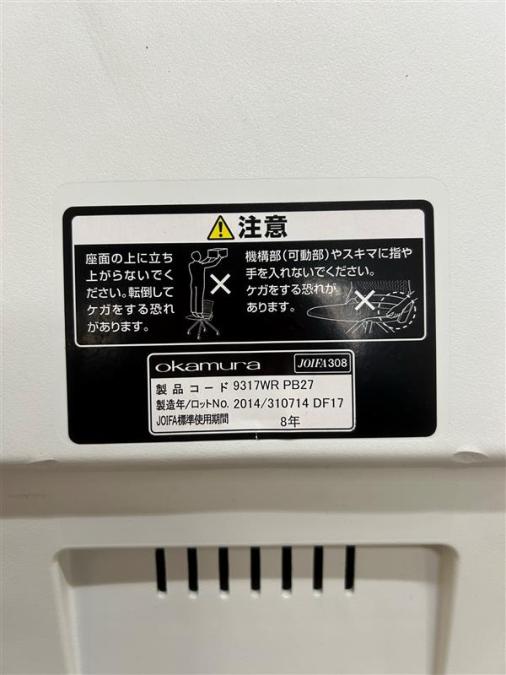 注意
座面の上に立ち
上がらないでく
ださい。転倒して
ケガをする恐れ
があります。
機構部(可動部)やスキマに指や
手を入れないでください。
ケガをする恐れが
あります。
okamura JOIFA308
製品コード 9317WR PB27
製造年/ロットNo. 2014/310714 DF17
JOIFA標準使用期間 8年